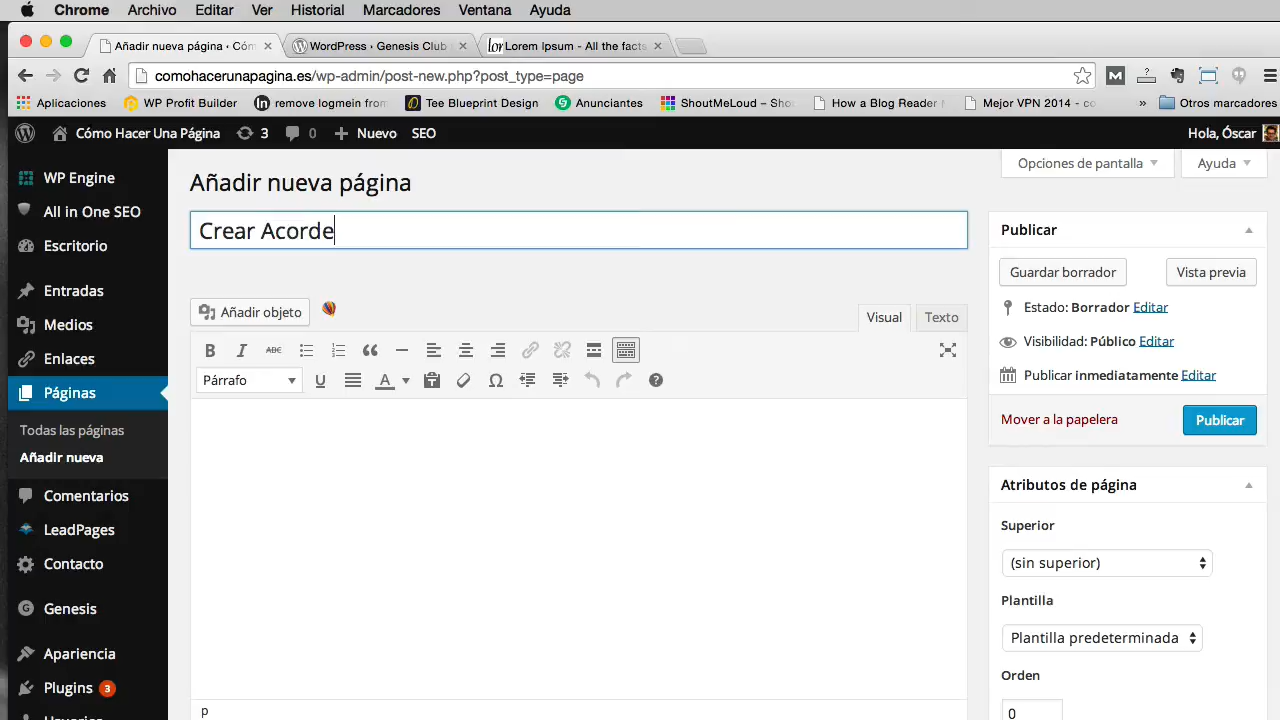 Chrome Archivo Editar Ver Historial Marcadores Ventana Ayuda
Añadir nueva página ‹ Cóm × WordPress › Genesis Club × lor Lorem Ipsum - All the facts ×
comohacerunapagina.es/wp-admin/post-new.php?post_type=page
Aplicaciones WP Profit Builder remove logmein from Tee Blueprint Design Anunciantes ShoutMeLoud – Sho How a Blog Reader Mejor VPN 2014 - co » Otros marcadores
Cómo Hacer Una Página 3 0 + Nuevo SEO Hola, Óscar
Opciones de pantalla Ayuda
WP Engine
All in One SEO
Escritorio
Entradas
Medios
Enlaces
Páginas
Todas las páginas
Añadir nueva
Comentarios
LeadPages
Contacto
Genesis
Apariencia
Plugins 3
Añadir nueva página
Crear Acorde
Añadir objeto
Visual Texto
B I ABC
Párrafo U A Ω ?
p
Publicar
Guardar borrador Vista previa
Estado: Borrador Editar
Visibilidad: Público Editar
Publicar inmediatamente Editar
Mover a la papelera Publicar
Atributos de página
Superior
(sin superior)
Plantilla
Plantilla predeterminada
Orden
0